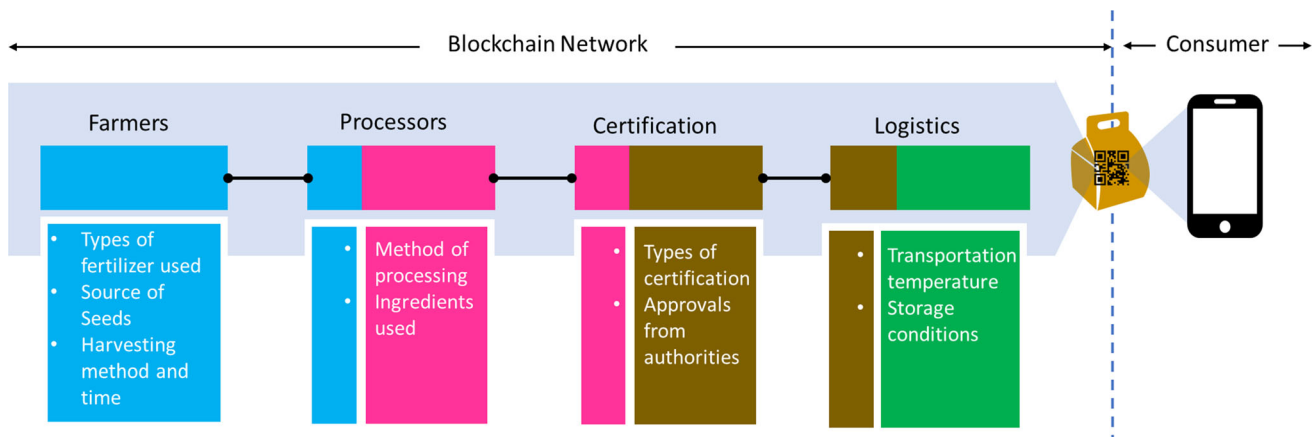 Blockchain Network
Consumer
Farmers
Processors
Certification
Logistics
• Types of
fertilizer used
• Source of
Seeds
• Harvesting
method and
time
• Method of
processing
• Ingredients
used
• Types of
certification
• Approvals
from
authorities
• Transportation
temperature
• Storage
conditions